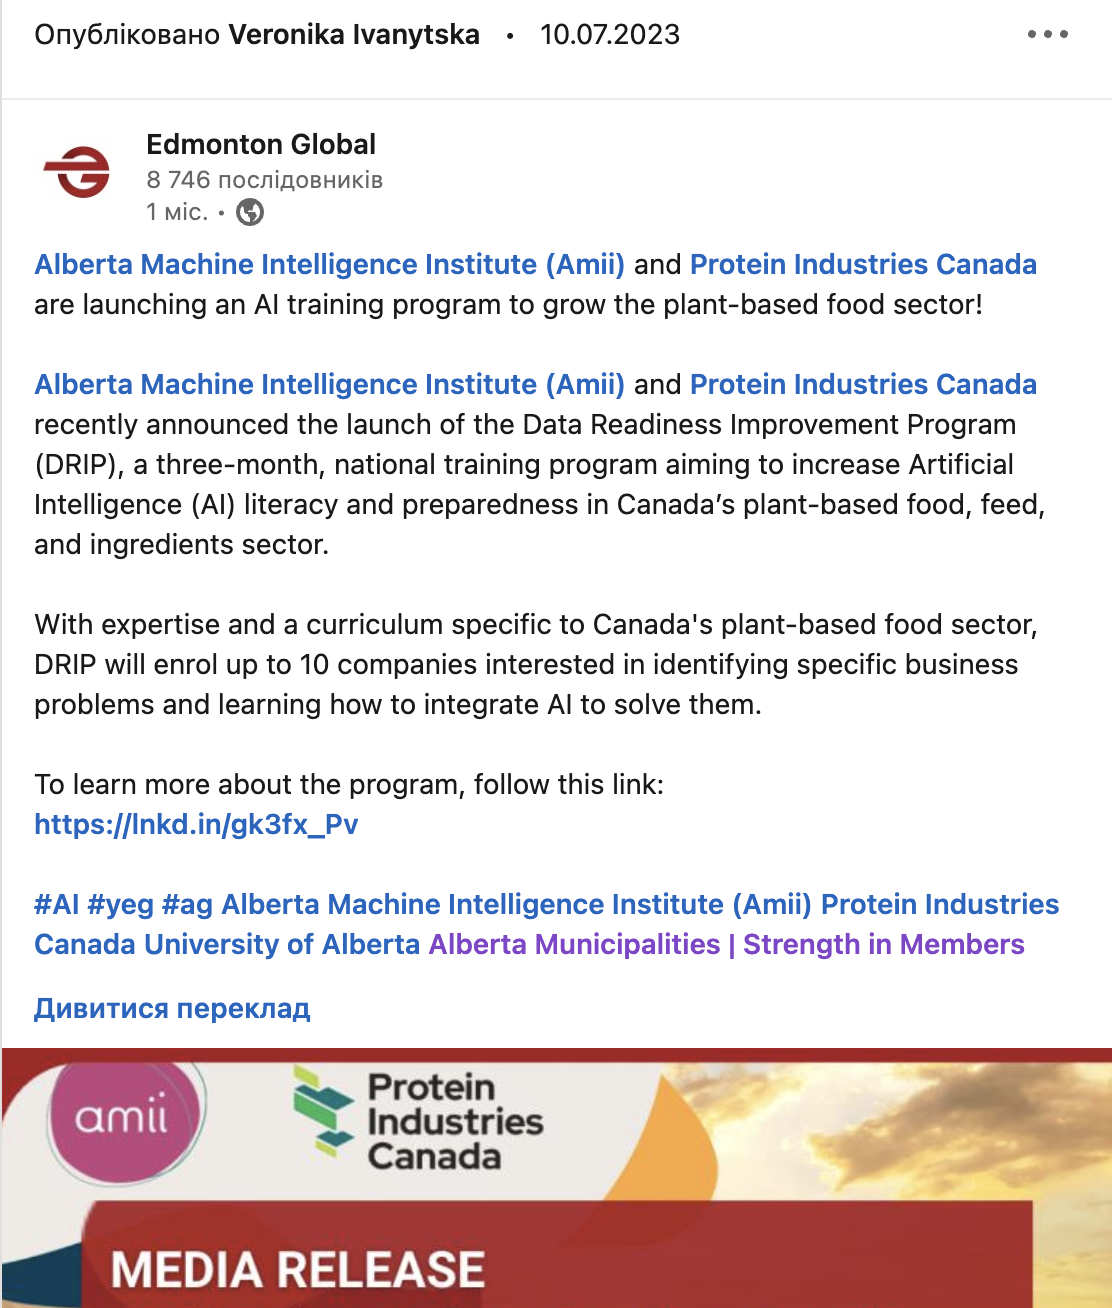 Опубліковано Veronika Ivanytska • 10.07.2023
Edmonton Global
8 746 послідовників
1 міс. •
Alberta Machine Intelligence Institute (Amii) and Protein Industries Canada
are launching an AI training program to grow the plant-based food sector!
Alberta Machine Intelligence Institute (Amii) and Protein Industries Canada
recently announced the launch of the Data Readiness Improvement Program
(DRIP), a three-month, national training program aiming to increase Artificial
Intelligence (AI) literacy and preparedness in Canada’s plant-based food, feed,
and ingredients sector.
With expertise and a curriculum specific to Canada's plant-based food sector,
DRIP will enrol up to 10 companies interested in identifying specific business
problems and learning how to integrate AI to solve them.
To learn more about the program, follow this link:
https://lnkd.in/gk3fx_Pv
#AI #yeg #ag Alberta Machine Intelligence Institute (Amii) Protein Industries
Canada University of Alberta Alberta Municipalities | Strength in Members
Дивитися переклад
amii
Protein
Industries
Canada
MEDIA RELEASE